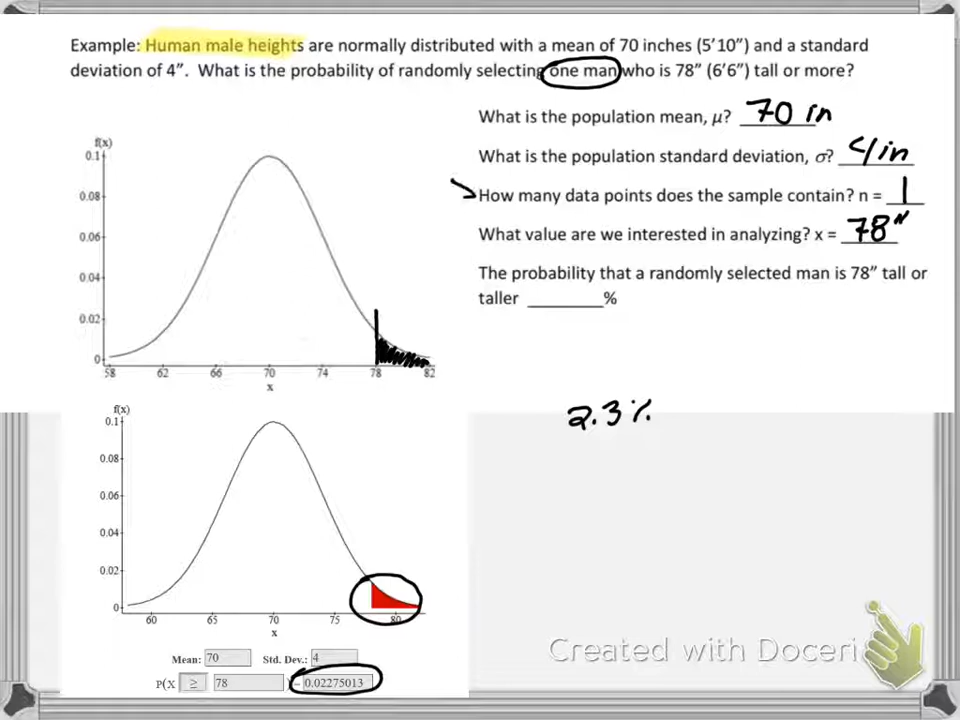 Example: Human male heights are normally distributed with a mean of 70 inches (5'10") and a standard
deviation of 4". What is the probability of randomly selecting one man who is 78" (6'6") tall or more?
What is the population mean, μ? 70 in
What is the population standard deviation, σ? 4 in
How many data points does the sample contain? n = 1
What value are we interested in analyzing? x = 78"
The probability that a randomly selected man is 78" tall or
taller ________%
f(x)
0.1
0.08
0.06
0.04
0.02
0
58 62 66 70 74 78 82
x
2.3%
f(x)
0.1
0.08
0.06
0.04
0.02
0
60 65 70 75 80
x
Mean: 70 Std. Dev.: 4
P(X ≥ 78 ) = 0.02275013
Created with Doceri